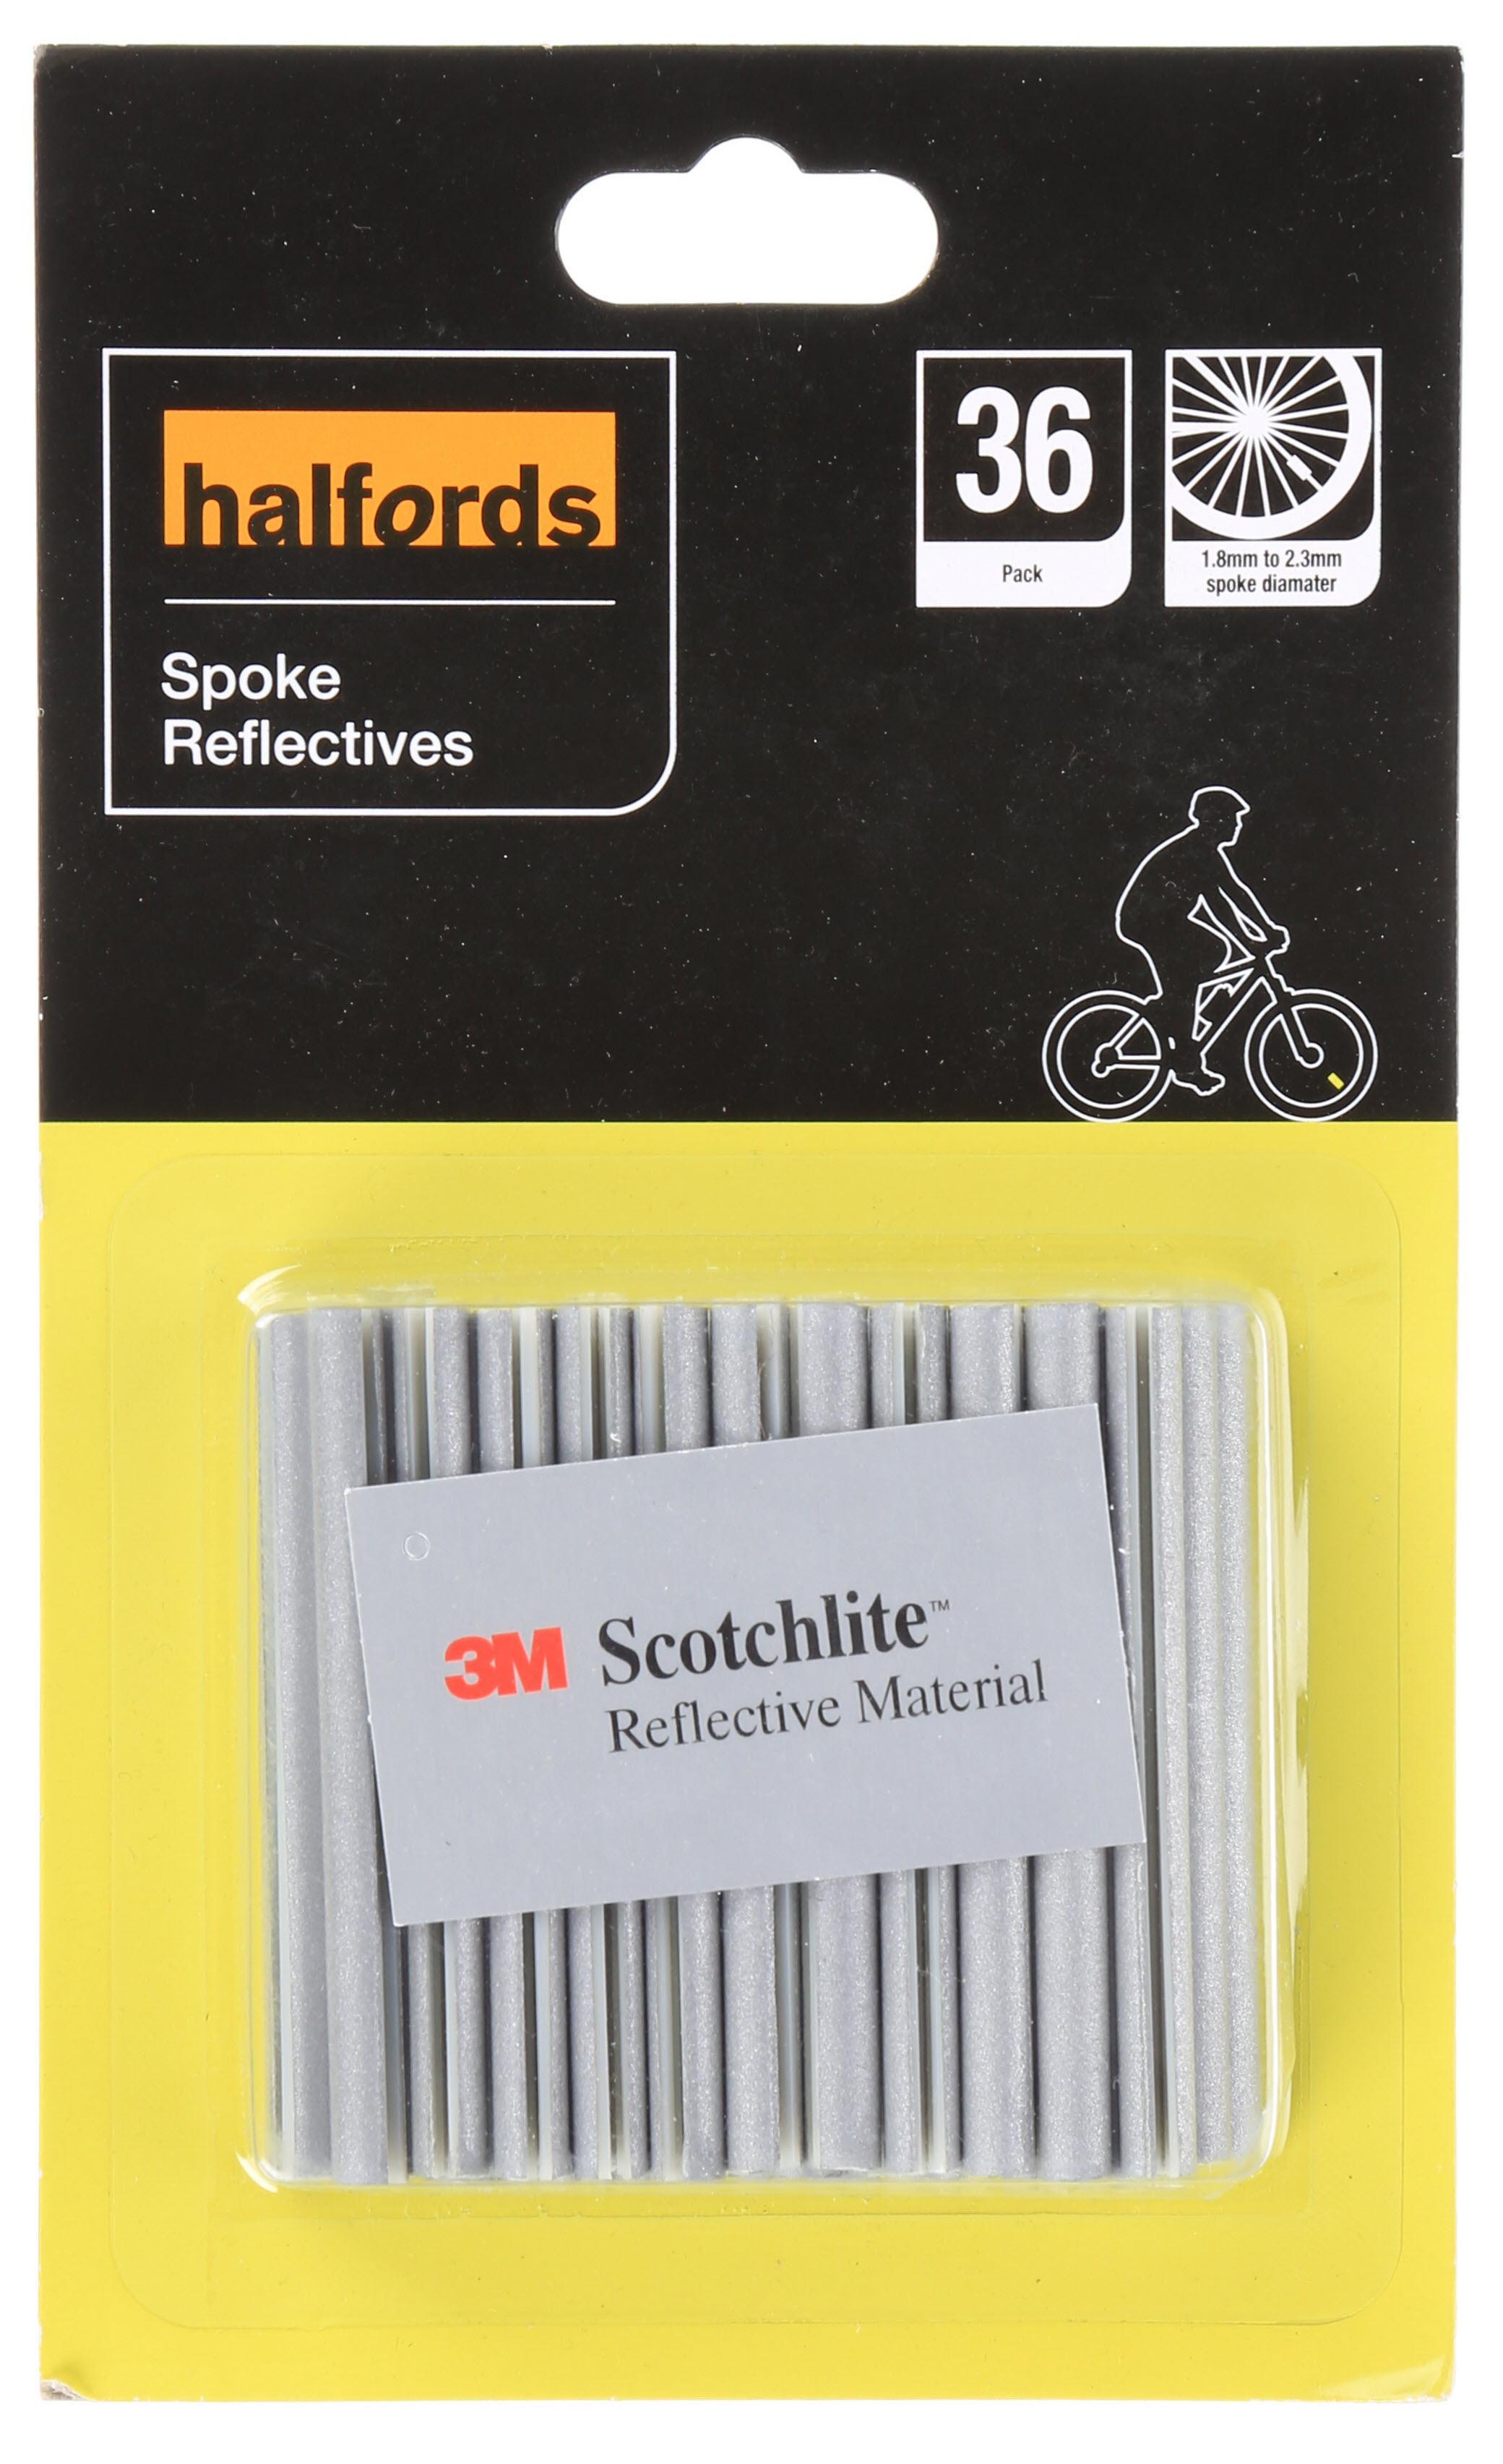 halfords
Spoke
Reflectives
36
Pack
1.8mm to 2.3mm
spoke diamater
3M Scotchlite™
Reflective Material